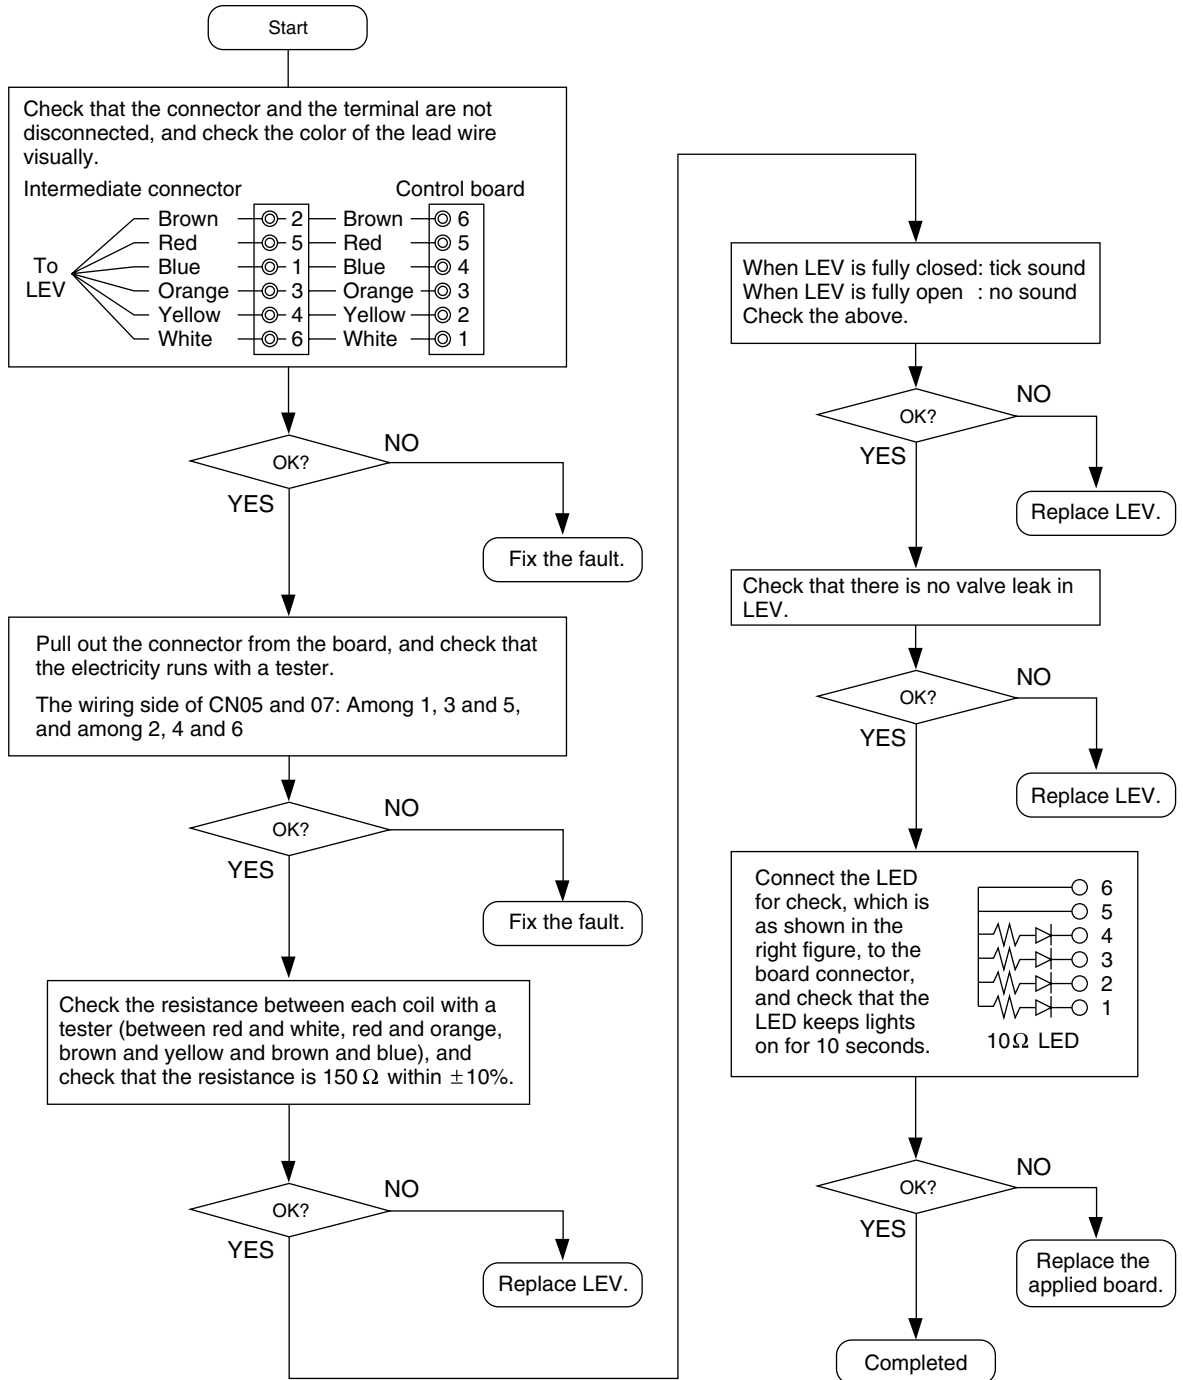 Start
Check that the connector and the terminal are not
disconnected, and check the color of the lead wire
visually.
Intermediate connector Control board
To
LEV
Brown 2 Brown 6
Red 5 Red 5
Blue 1 Blue 4
Orange 3 Orange 3
Yellow 4 Yellow 2
White 6 White 1
OK?
NO
YES
Fix the fault.
Pull out the connector from the board, and check that
the electricity runs with a tester.
The wiring side of CN05 and 07: Among 1, 3 and 5,
and among 2, 4 and 6
OK?
NO
YES
Fix the fault.
Check the resistance between each coil with a
tester (between red and white, red and orange,
brown and yellow and brown and blue), and
check that the resistance is 150 Ω within ±10%.
OK?
NO
YES
Replace LEV.
When LEV is fully closed: tick sound
When LEV is fully open : no sound
Check the above.
OK?
NO
YES
Replace LEV.
Check that there is no valve leak in
LEV.
OK?
NO
YES
Replace LEV.
Connect the LED
for check, which is
as shown in the
right figure, to the
board connector,
and check that the
LED keeps lights
on for 10 seconds.
6
5
4
3
2
1
10Ω LED
OK?
NO
YES
Replace the
applied board.
Completed